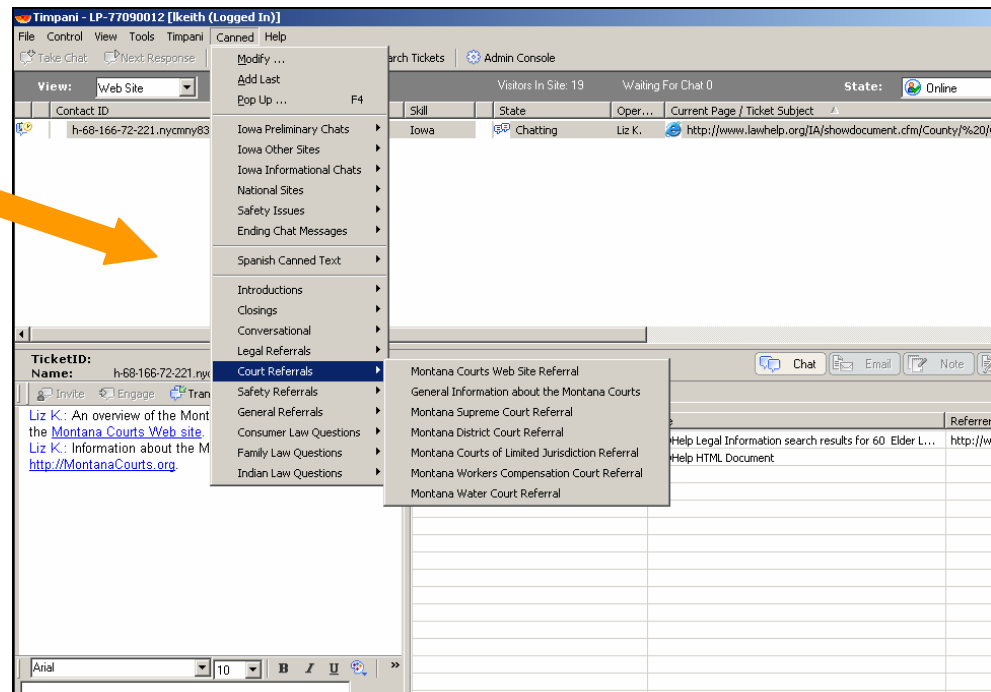 Timpani - LP-77090012 [lkeith (Logged In)]
File Control View Tools Timpani Canned Help
Take Chat Next Response Tickets Admin Console
View: Web Site Visitors In Site: 19 Waiting For Chat 0 State: Online
Contact ID Skill State Oper... Current Page / Ticket Subject
h-68-166-72-221.nycmny83 Iowa Chatting Liz K. http://www.lawhelp.org/IA/showdocument.cfm/County/%20/
Modify ...
Add Last
Pop Up ... F4
Iowa Preliminary Chats
Iowa Other Sites
Iowa Informational Chats
National Sites
Safety Issues
Ending Chat Messages
Spanish Canned Text
Introductions
Closings
Conversational
Legal Referrals
Court Referrals
Safety Referrals
General Referrals
Consumer Law Questions
Family Law Questions
Indian Law Questions
Montana Courts Web Site Referral
General Information about the Montana Courts
Montana Supreme Court Referral
Montana District Court Referral
Montana Courts of Limited Jurisdiction Referral
Montana Workers Compensation Court Referral
Montana Water Court Referral
TicketID:
Name: h-68-166-72-221.nyc
Chat Email Note
Invite Engage Tran
Liz K.: An overview of the Mont
the Montana Courts Web site.
Liz K.: Information about the M
http://MontanaCourts.org.
Referrer
Help Legal Information search results for 60 Elder L... http://w
Help HTML Document
Arial 10 B I U »